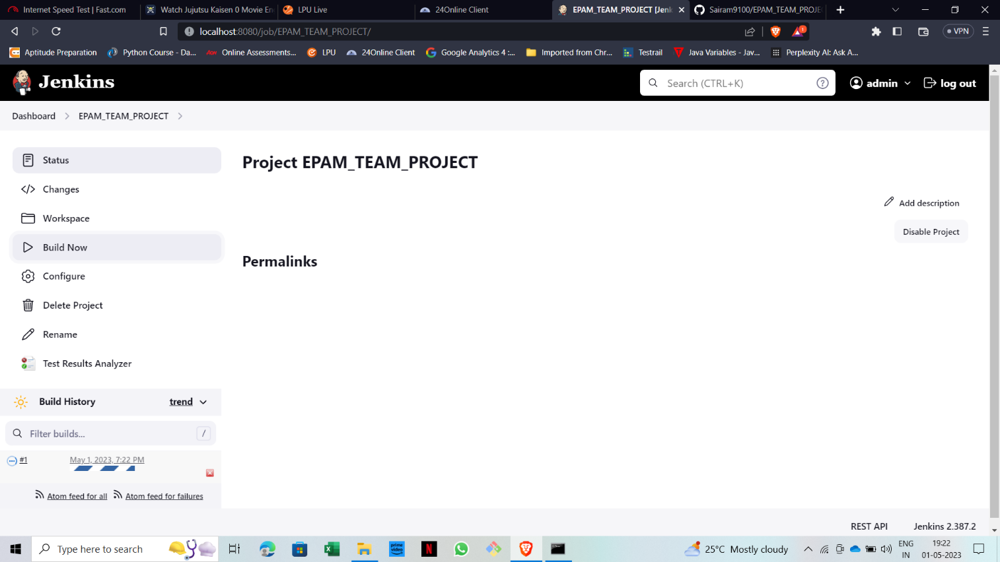 Internet Speed Test | Fast.com
Watch Jujutsu Kaisen 0 Movie En
LPU Live
24Online Client
EPAM_TEAM_PROJECT [Jenk
Sairam9100/EPAM_TEAM_PROJE
localhost:8080/job/EPAM_TEAM_PROJECT/
1
VPN
Aptitude Preparation
Python Course - Da...
Online Assessments...
LPU
24Online Client
Google Analytics 4 :...
Imported from Chr...
Testrail
Java Variables - Jav...
Perplexity AI: Ask A...
Jenkins
Search (CTRL+K)
?
admin
log out
Dashboard
EPAM_TEAM_PROJECT
Status
Changes
Workspace
Build Now
Configure
Delete Project
Rename
Test Results Analyzer
Project EPAM_TEAM_PROJECT
Add description
Disable Project
Permalinks
Build History
trend
Filter builds...
/
#1
May 1, 2023, 7:22 PM
Atom feed for all
Atom feed for failures
REST API
Jenkins 2.387.2
Type here to search
prime video
N
25°C Mostly cloudy
ENG
IN
19:22
01-05-2023